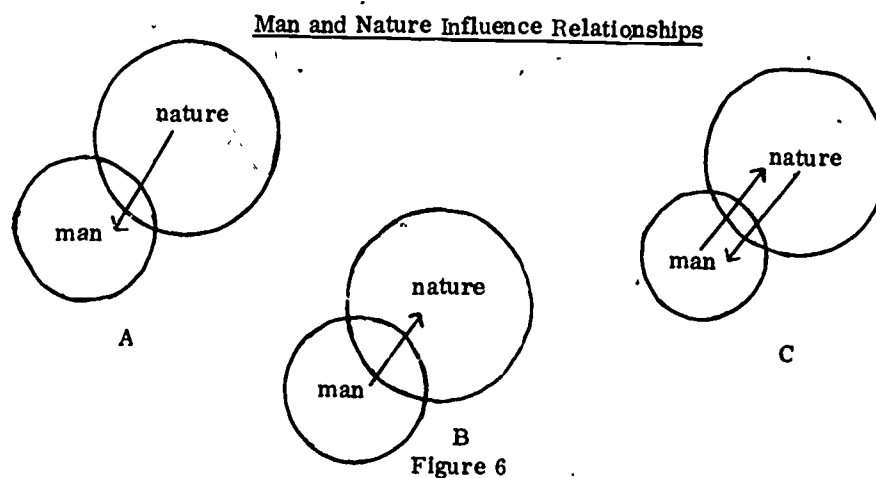 Man and Nature Influence Relationships
nature
man
A
nature
man
B
nature
man
C
Figure 6